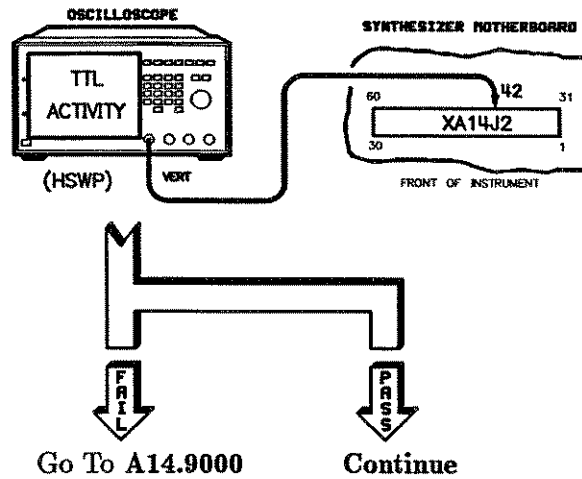 OSCILLOSCOPE
SYNTHESIZER MOTHERBOARD
TTL
ACTIVITY
(HSWP)
VERT
42
60
31
XA14J2
30
1
FRONT OF INSTRUMENT
FAIL
PASS
Go To A14.9000
Continue